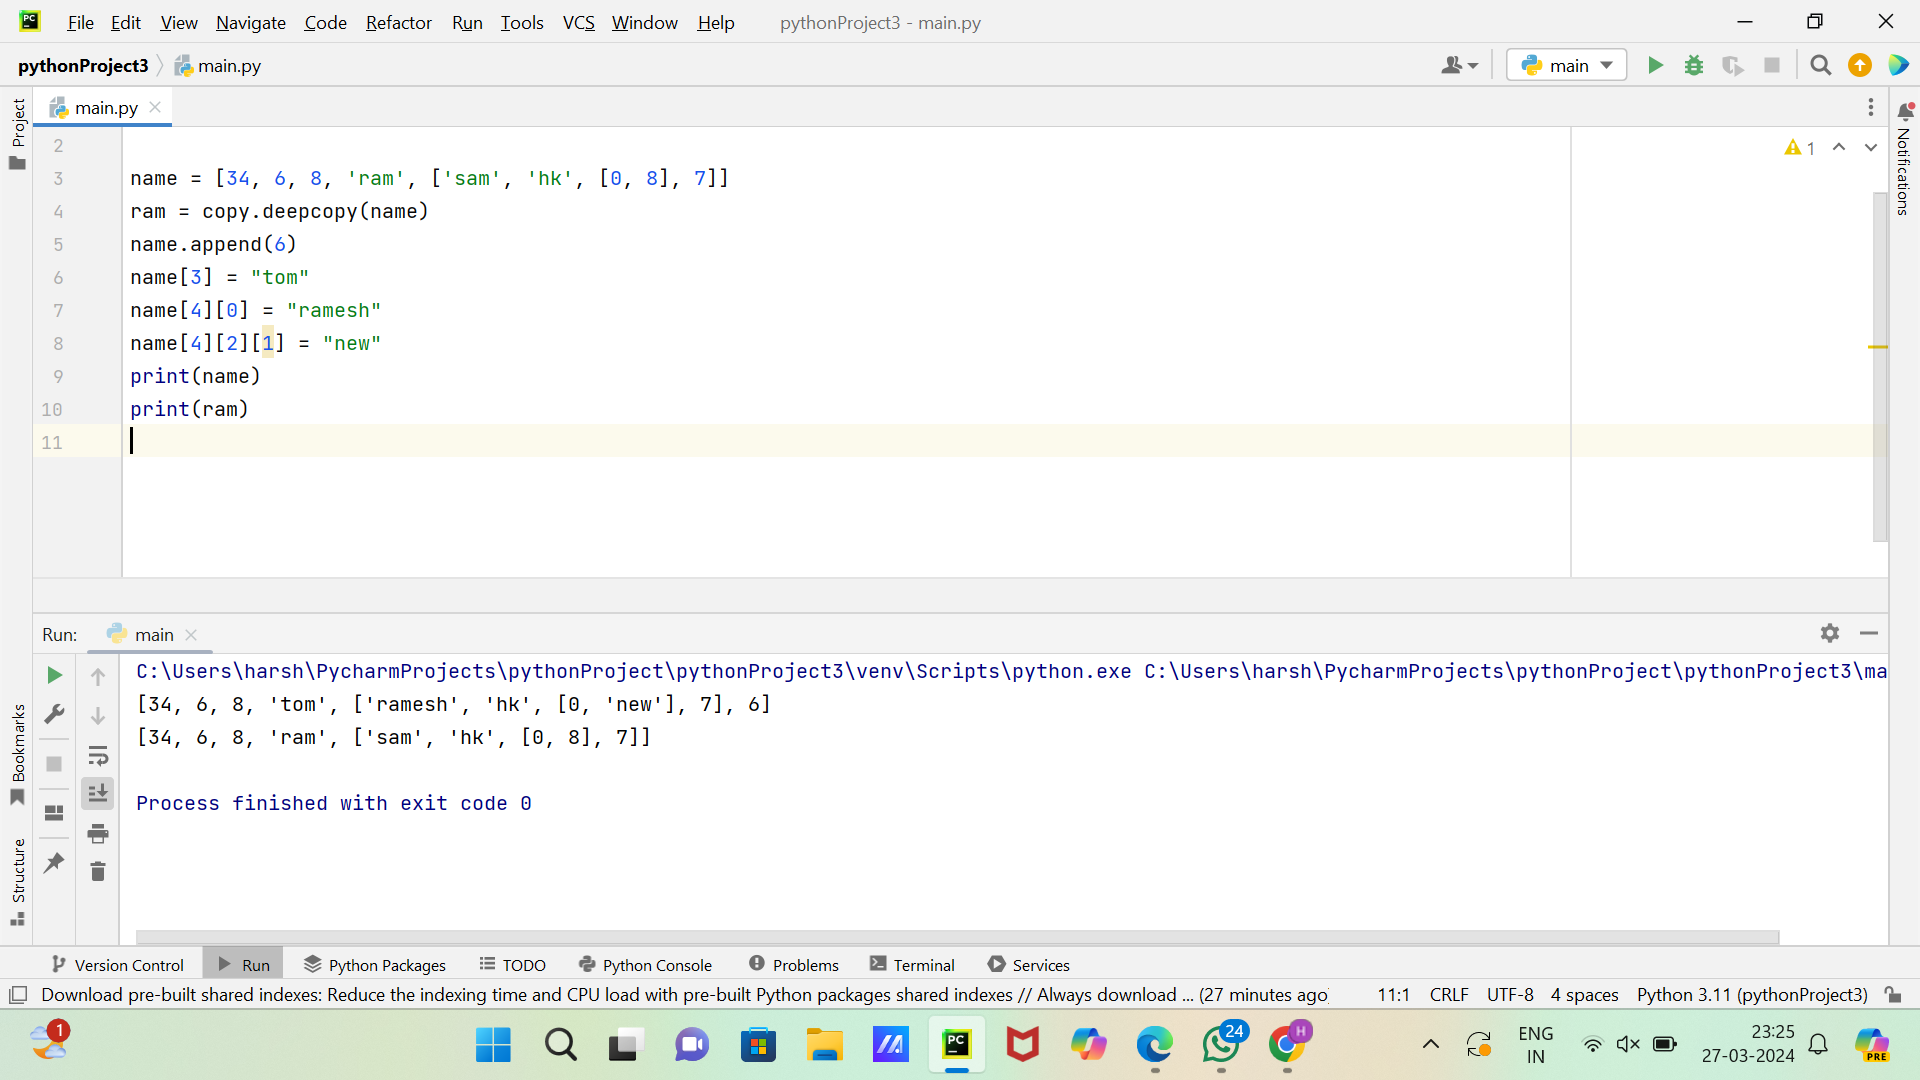 File Edit View Navigate Code Refactor Run Tools VCS Window Help pythonProject3 - main.py
pythonProject3 main.py main
Project
main.py
Notifications
2 1
3 name = [34, 6, 8, 'ram', ['sam', 'hk', [0, 8], 7]]
4 ram = copy.deepcopy(name)
5 name.append(6)
6 name[3] = "tom"
7 name[4][0] = "ramesh"
8 name[4][2][1] = "new"
9 print(name)
10 print(ram)
11
Run: main
C:\Users\harsh\PycharmProjects\pythonProject\pythonProject3\venv\Scripts\python.exe C:\Users\harsh\PycharmProjects\pythonProject\pythonProject3\ma
[34, 6, 8, 'tom', ['ramesh', 'hk', [0, 'new'], 7], 6]
[34, 6, 8, 'ram', ['sam', 'hk', [0, 8], 7]]
Process finished with exit code 0
Bookmarks
Structure
Version Control Run Python Packages TODO Python Console Problems Terminal Services
Download pre-built shared indexes: Reduce the indexing time and CPU load with pre-built Python packages shared indexes // Always download ... (27 minutes ago) 11:1 CRLF UTF-8 4 spaces Python 3.11 (pythonProject3)
1 PC 24 H ENG 23:25
IN 27-03-2024 PRE